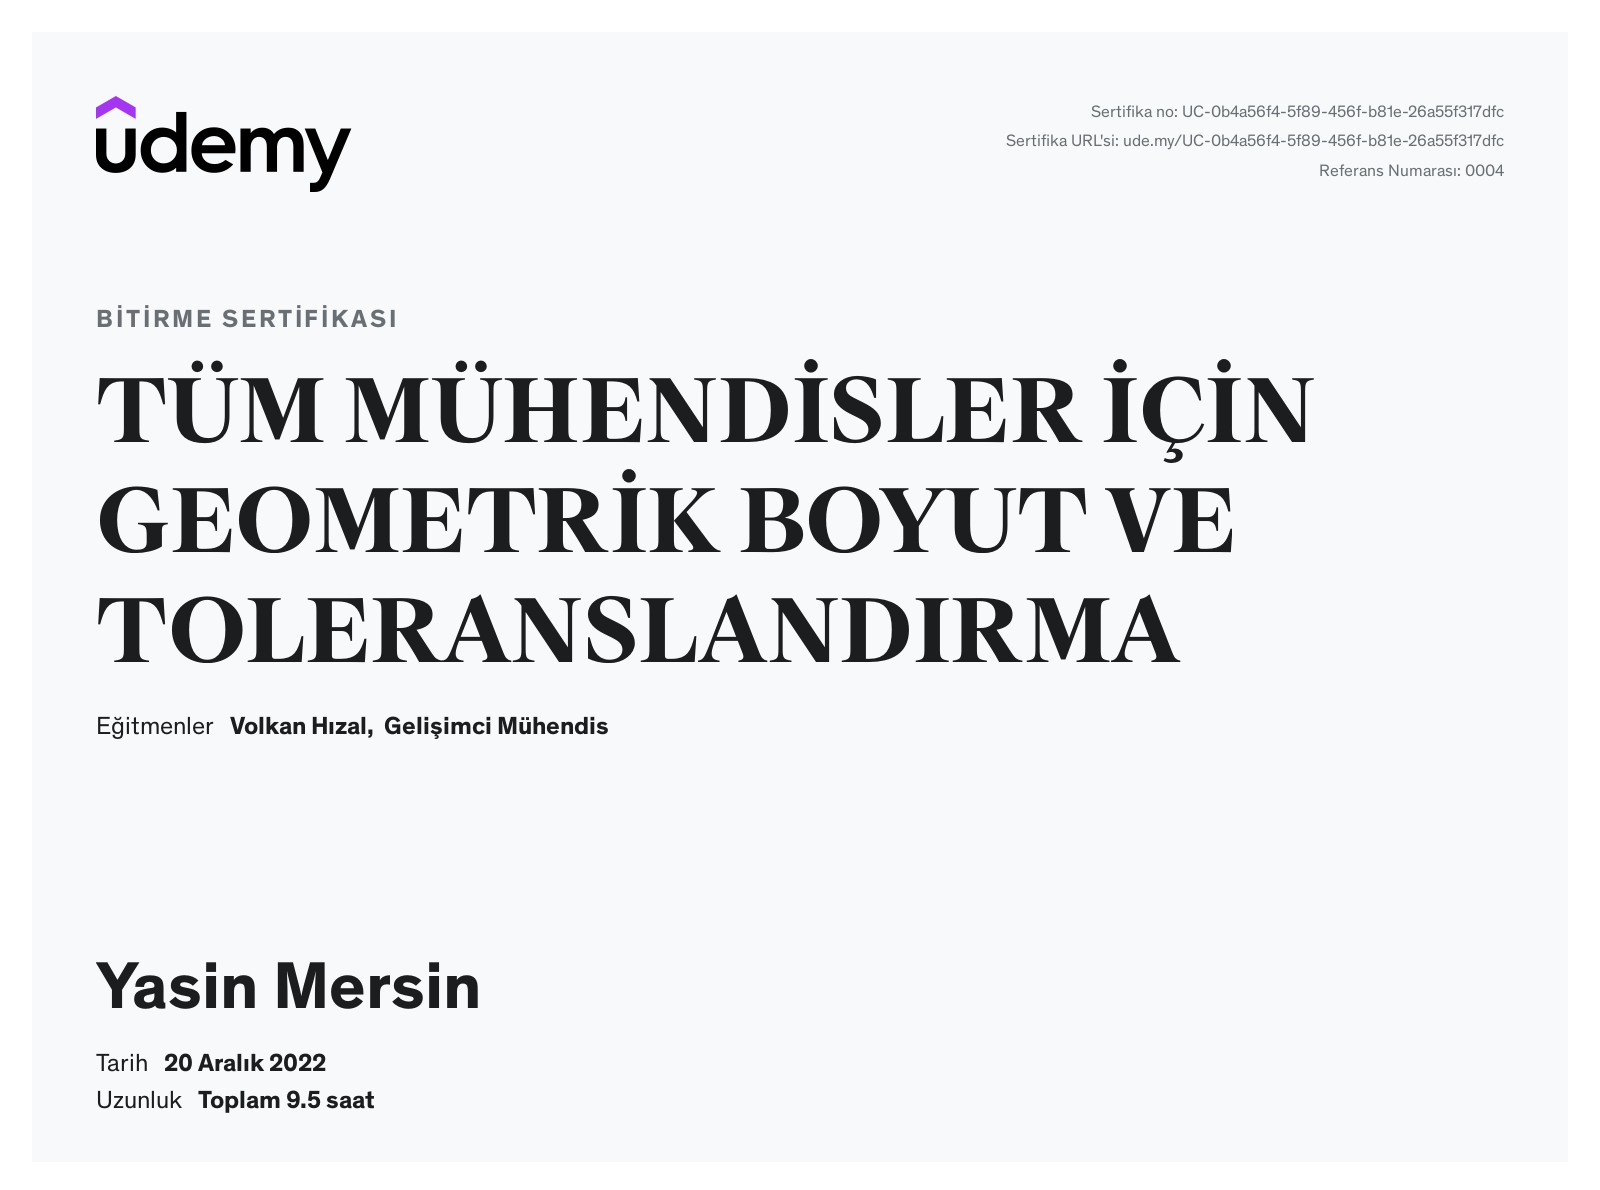 udemy
Sertifika no: UC-0b4a56f4-5f89-456f-b81e-26a55f317dfc
Sertifika URL'si: ude.my/UC-0b4a56f4-5f89-456f-b81e-26a55f317dfc
Referans Numarası: 0004
BİTİRME SERTİFİKASI
TÜM MÜHENDİSLER İÇİN
GEOMETRİK BOYUT VE
TOLERANSLANDIRMA
Eğitmenler Volkan Hızal, Gelişimci Mühendis
Yasin Mersin
Tarih 20 Aralık 2022
Uzunluk Toplam 9.5 saat